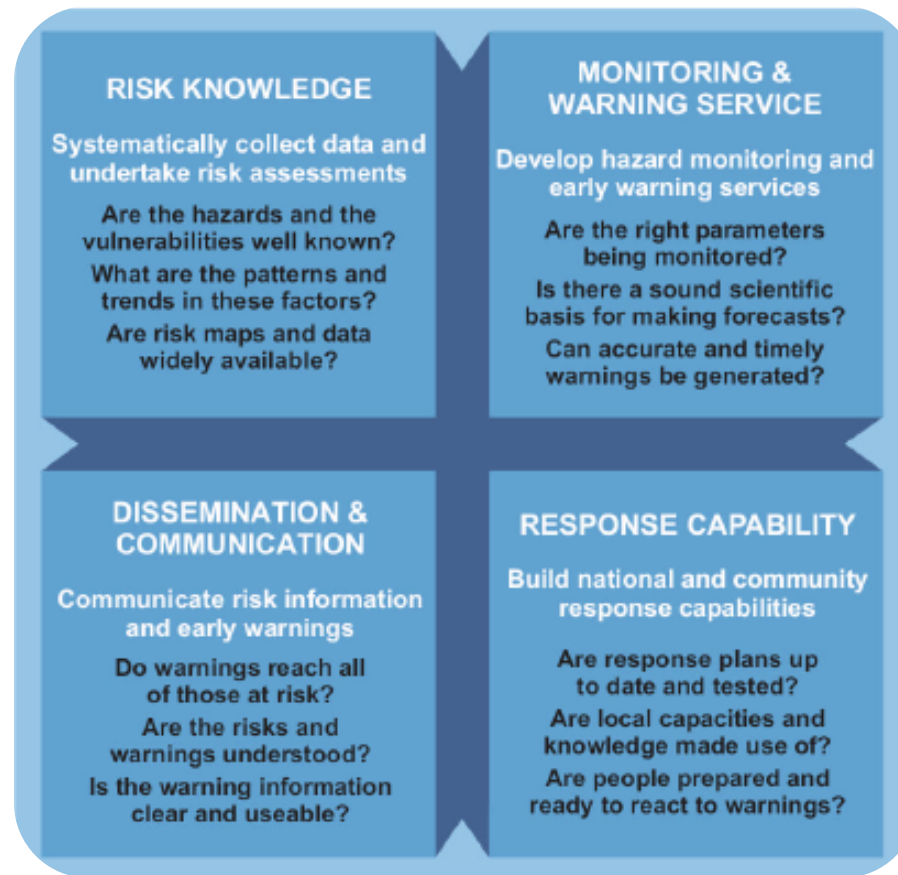 RISK KNOWLEDGE
Systematically collect data and
undertake risk assessments
Are the hazards and the
vulnerabilities well known?
What are the patterns and
trends in these factors?
Are risk maps and data
widely available?
MONITORING &
WARNING SERVICE
Develop hazard monitoring and
early warning services
Are the right parameters
being monitored?
Is there a sound scientific
basis for making forecasts?
Can accurate and timely
warnings be generated?
DISSEMINATION &
COMMUNICATION
Communicate risk information
and early warnings
Do warnings reach all
of those at risk?
Are the risks and
warnings understood?
Is the warning information
clear and useable?
RESPONSE CAPABILITY
Build national and community
response capabilities
Are response plans up
to date and tested?
Are local capacities and
knowledge made use of?
Are people prepared and
ready to react to warnings?